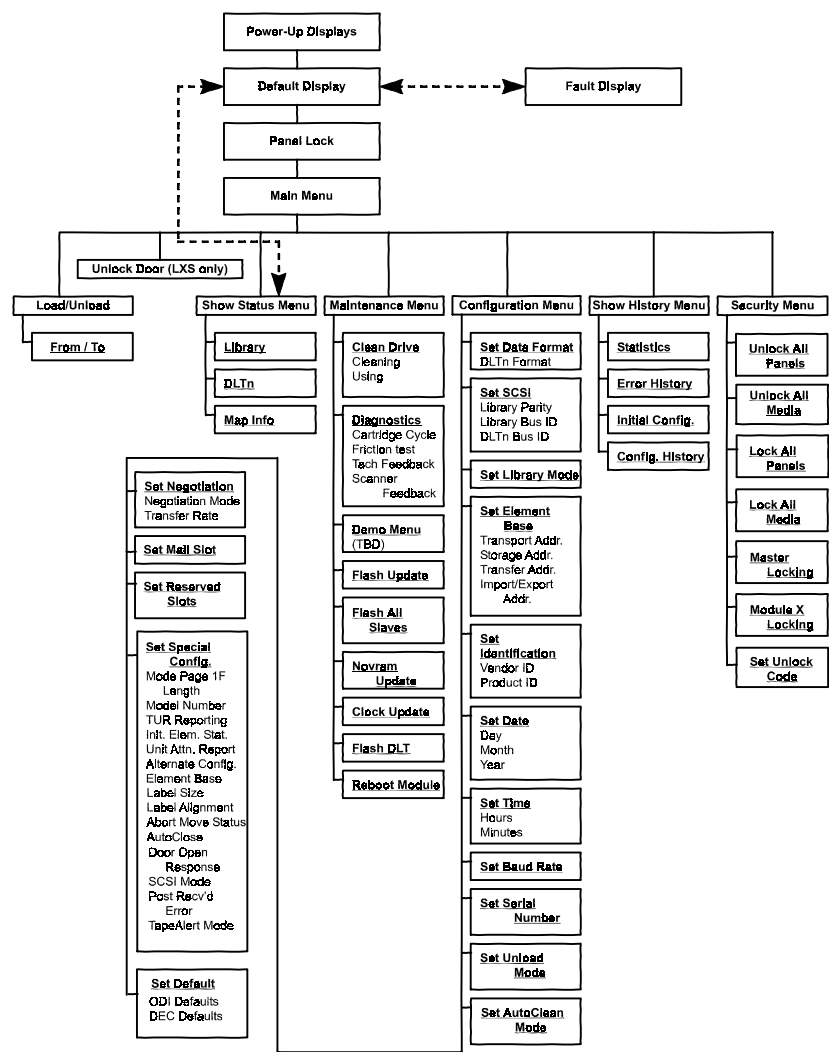 Power-Up Displays
Default Display
Fault Display
Panel Lock
Main Menu
Unlock Door (LXS only)
Load/Unload
From / To
Show Status Menu
Library
DLTn
Map Info
Maintenance Menu
Clean Drive
Cleaning
Using
Diagnostics
Cartridge Cycle
Friction test
Tach Feedback
Scanner
Feedback
Demo Menu
(TBD)
Flash Update
Flash All
Slaves
Novram
Update
Clock Update
Flash DLT
Reboot Module
Configuration Menu
Set Data Format
DLTn Format
Set SCSI
Library Parity
Library Bus ID
DLTn Bus ID
Set Library Mode
Set Element
Base
Transport Addr.
Storage Addr.
Transfer Addr.
Import/Export
Addr.
Set
Identification
Vendor ID
Product ID
Set Date
Day
Month
Year
Set Time
Hours
Minutes
Set Baud Rate
Set Serial
Number
Set Unload
Mode
Set AutoClean
Mode
Set Negotiation
Negotiation Mode
Transfer Rate
Set Mail Slot
Set Reserved
Slots
Set Special
Config.
Mode Page 1F
Length
Model Number
TUR Reporting
Init. Elem. Stat.
Unit Attn. Report
Alternate Config.
Element Base
Label Size
Label Alignment
Abort Move Status
AutoClose
Door Open
Response
SCSI Mode
Post Recv'd
Error
TapeAlert Mode
Set Default
ODI Defaults
DEC Defaults
Show History Menu
Statistics
Error History
Initial Config.
Config. History
Security Menu
Unlock All
Panels
Unlock All
Media
Lock All
Panels
Lock All
Media
Master
Locking
Module X
Locking
Set Unlock
Code